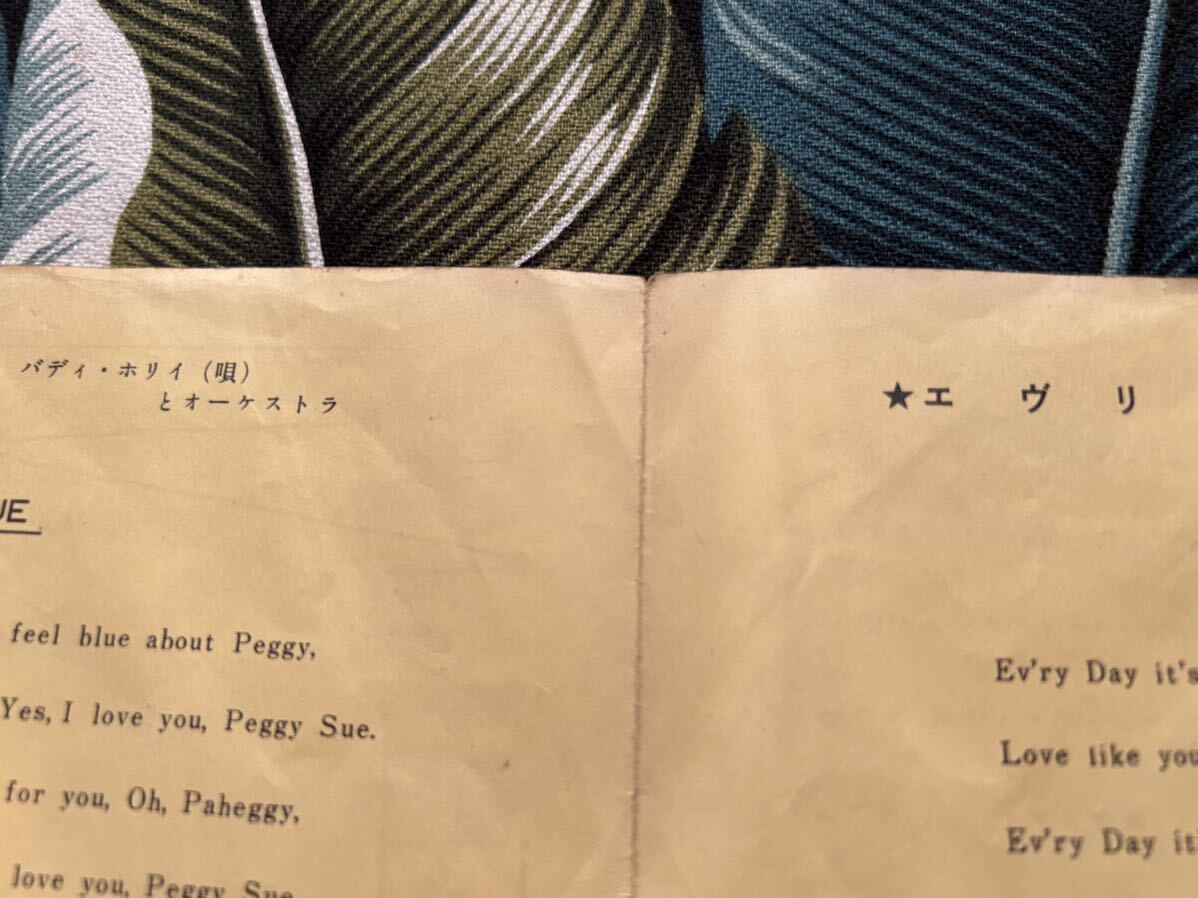 バディ・ホリイ（唄）
とオーケストラ
UE
feel blue about Peggy,
Yes, I love you, Peggy Sue.
for you, Oh, Paheggy,
love you, Peggy Sue
★エヴリ
Ev'ry Day it's
Love like you
Ev'ry Day it